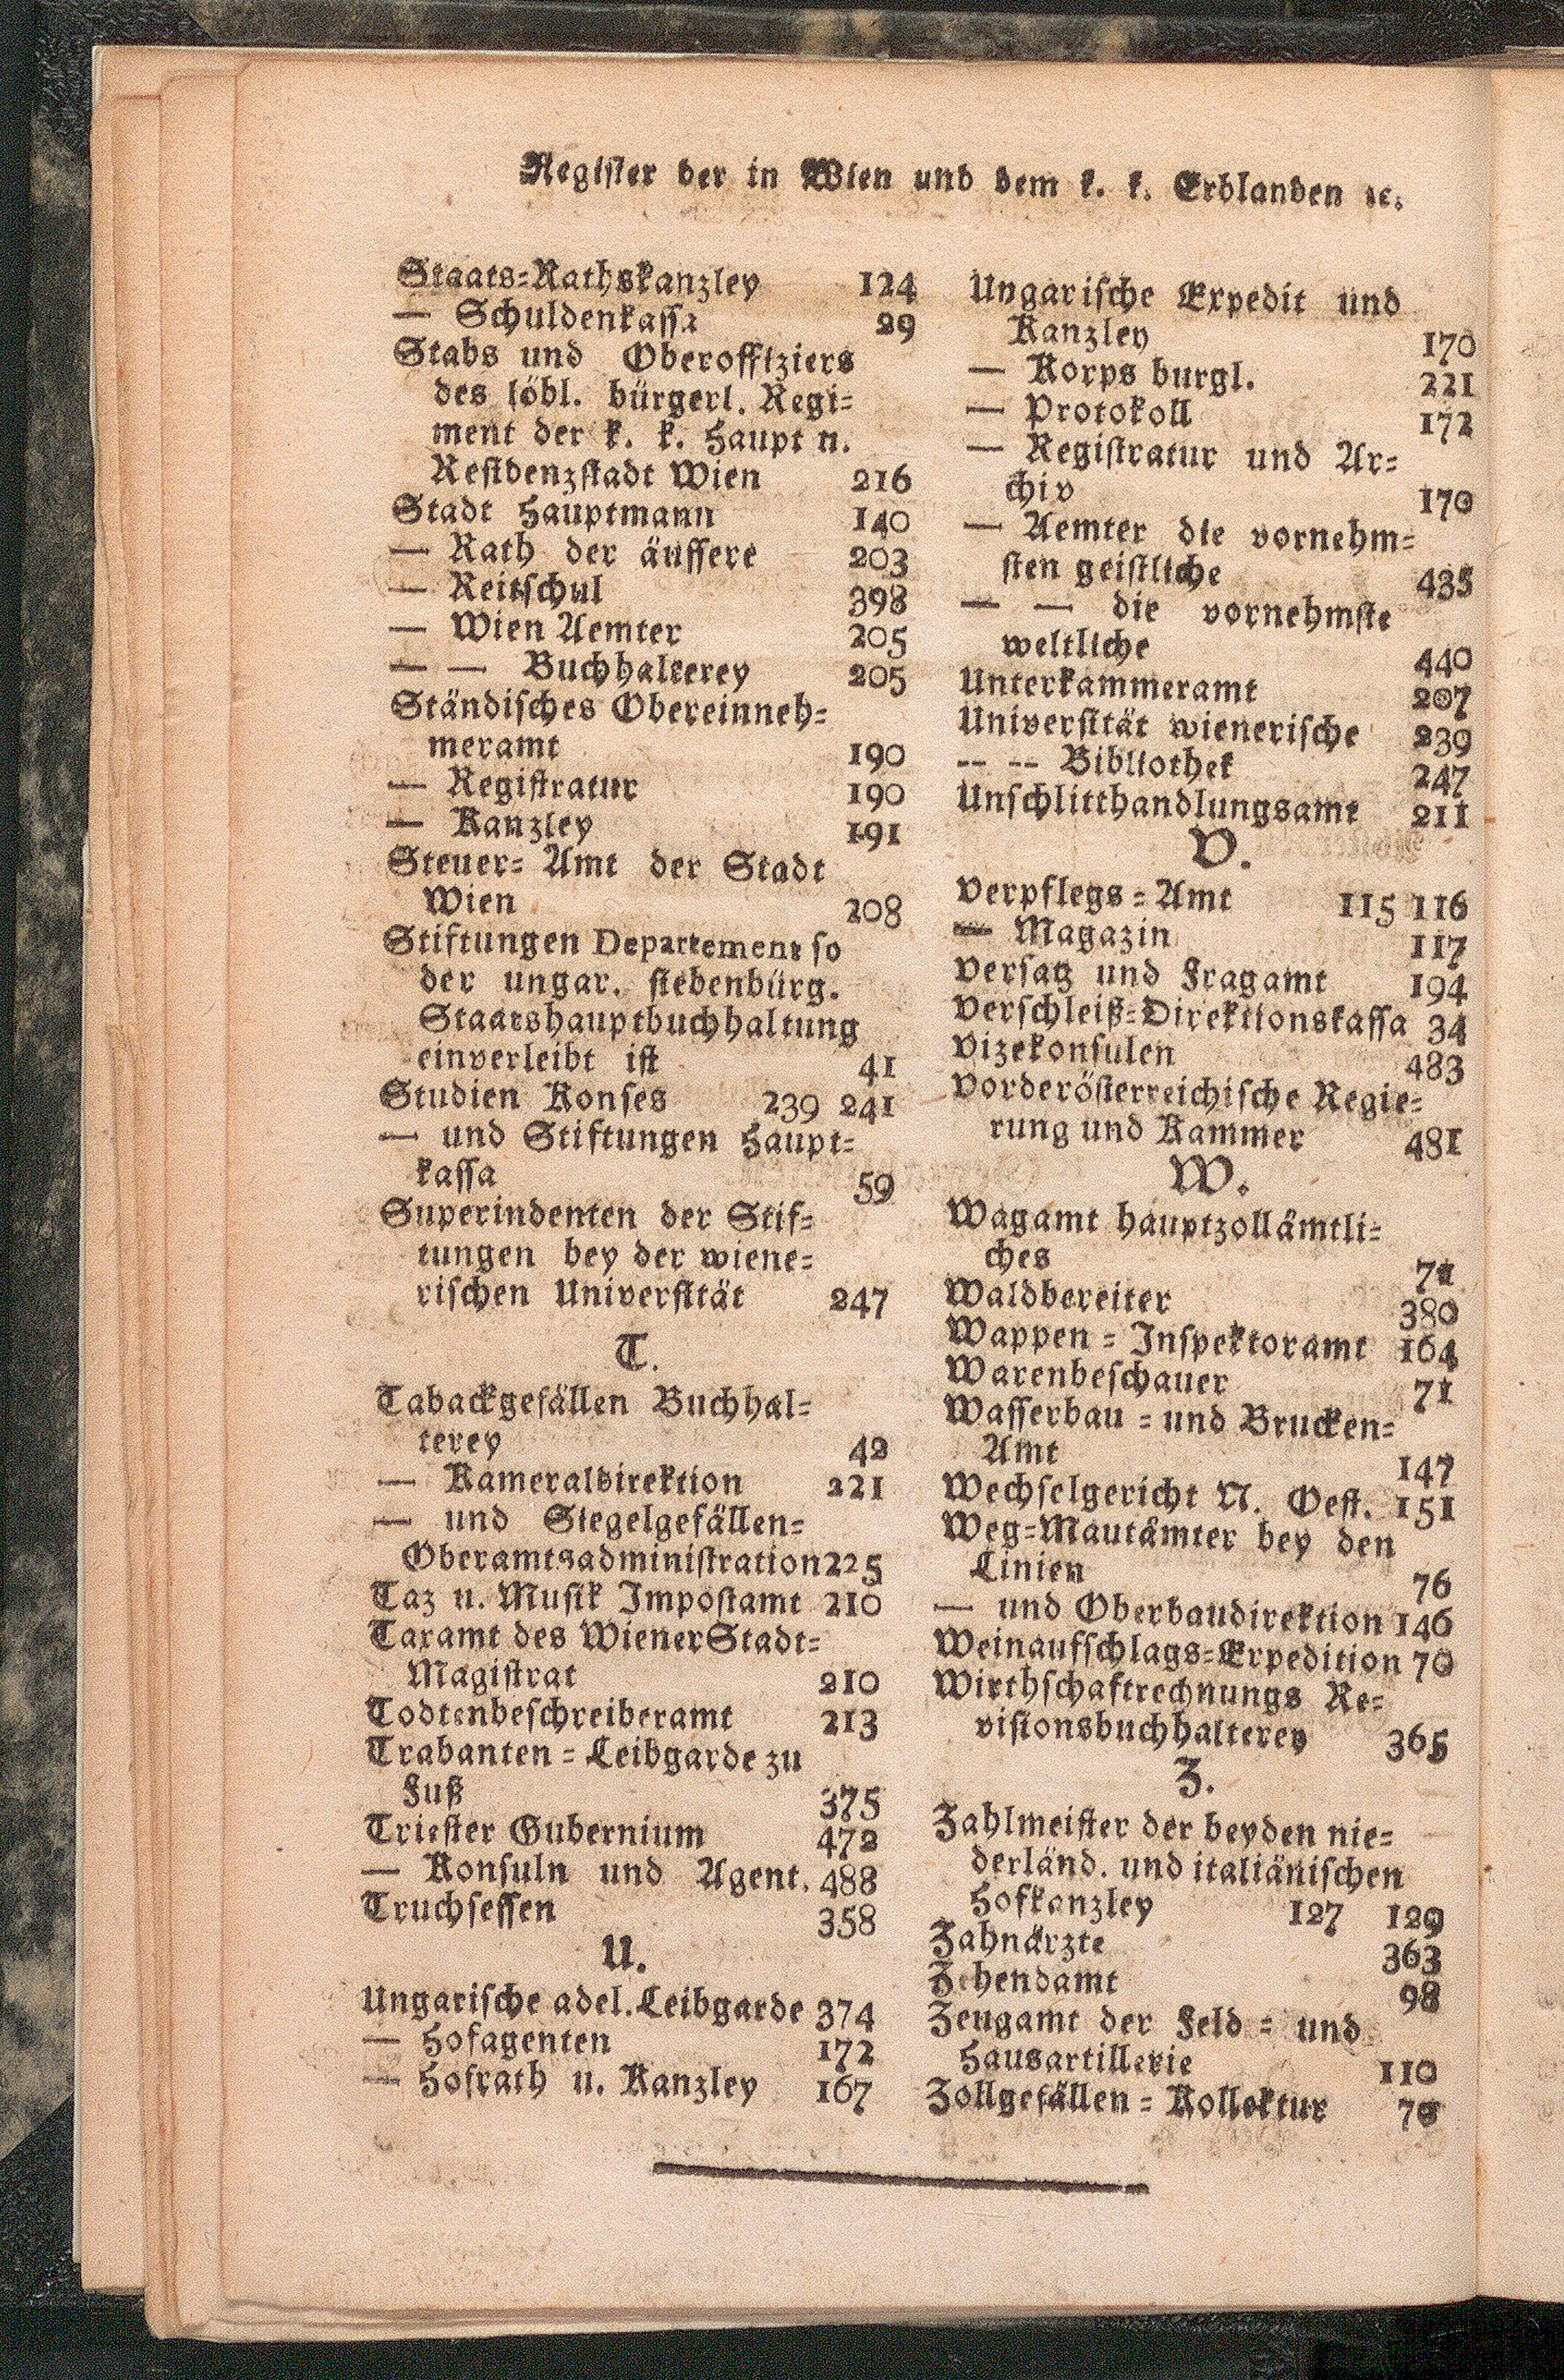 Register der in Wien und dem k. k. Erblanden ꝛc.
Staats-Rathskanzley 124
— Schuldenkassa 29
Stabs und Oberoffiziers
des löbl. bürgerl. Regi-
ment der k. k. Haupt n.
Residenzstadt Wien 216
Stadt Hauptmann 140
— Rath der äussere 203
— Reitschul 398
— Wien Aemter 205
— — Buchhalterey 205
Ständisches Obereinneh-
meramt 190
— Registratur 190
— Kanzley 191
Steuer- Amt der Stadt
Wien 208
Stiftungen Departement so
der ungar. siebenbürg.
Staatshauptbuchhaltung
einverleibt ist 41
Studien Konses 239 241
— und Stiftungen Haupt-
kassa 59
Superindenten der Stif-
tungen bey der wiene-
rischen Universität 247
T.
Tabackgefällen Buchhal-
terey 42
— Kameraldirektion 221
— und Siegelgefällen-
Oberamtsadministration 225
Taz u. Musik Impostamt 210
Taxamt des Wiener Stadt-
Magistrat 210
Todtenbeschreiberamt 213
Trabanten-Leibgarde zu
Fuß 375
Triester Gubernium 472
— Konsuln und Agent. 488
Truchsessen 358
U.
Ungarische adel. Leibgarde 374
— Hofagenten 172
— Hofrath u. Kanzley 167
Ungarische Expedit und
Kanzley 170
— Korps burgl. 221
— Protokoll 172
— Registratur und Ar-
chiv 170
— Aemter die vornehm-
sten geistliche 435
— — die vornehmste
weltliche 440
Unterkammeramt 207
Universität wienerische 239
-- -- Bibliothek 247
Unschlitthandlungsamt 211
V.
Verpflegs-Amt 115 116
— Magazin 117
Versatz und Fragamt 194
Verschleiß-Direktionskassa 34
Vizekonsulen 483
Vorderösterreichische Regie-
rung und Kammer 481
W.
Wagamt hauptzollämtli-
ches 71
Waldbereiter 380
Wappen-Inspektoramt 164
Warenbeschauer 71
Wasserbau- und Brucken-
Amt 147
Wechselgericht N. Oest. 151
Weg-Mautämter bey den
Linien 76
— und Oberbaudirektion 146
Weinaufschlags-Expedition 70
Wirthschaftrechnungs Re-
visionsbuchhalterey 365
Z.
Zahlmeister der beyden nie-
derländ. und italiänischen
Hofkanzley 127 129
Zahnärzte 363
Zehendamt 98
Zeugamt der Feld- und
Hausartillerie 110
Zollgefällen-Kollektur